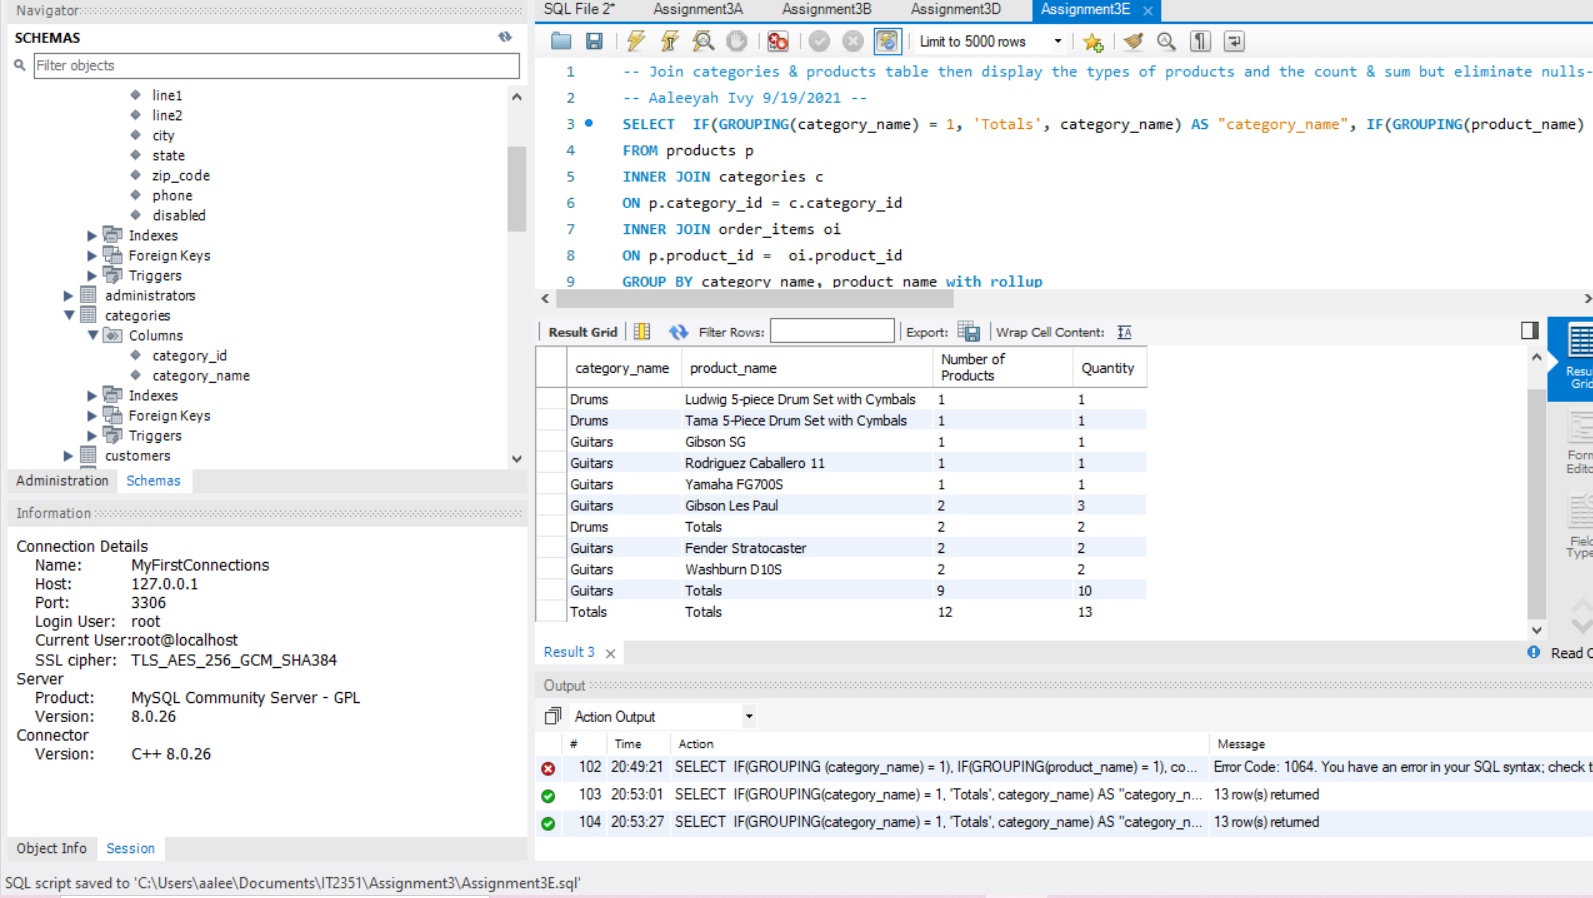 Navigator
SCHEMAS
Filter objects
line1
line2
city
state
zip_code
phone
disabled
Indexes
Foreign Keys
Triggers
administrators
categories
Columns
category_id
category_name
Indexes
Foreign Keys
Triggers
customers
Administration Schemas
Information
Connection Details
Name: MyFirstConnections
Host: 127.0.0.1
Port: 3306
Login User: root
Current User:root@localhost
SSL cipher: TLS_AES_256_GCM_SHA384
Server
Product: MySQL Community Server - GPL
Version: 8.0.26
Connector
Version: C++ 8.0.26
Object Info Session
SQL File 2* Assignment3A Assignment3B Assignment3D Assignment3E
Limit to 5000 rows
1 -- Join categories & products table then display the types of products and the count & sum but eliminate nulls-
2 -- Aaleeyah Ivy 9/19/2021 --
3 SELECT IF(GROUPING(category_name) = 1, 'Totals', category_name) AS "category_name", IF(GROUPING(product_name)
4 FROM products p
5 INNER JOIN categories c
6 ON p.category_id = c.category_id
7 INNER JOIN order_items oi
8 ON p.product_id = oi.product_id
9 GROUP BY category_name, product_name with rollup
Result Grid Filter Rows: Export: Wrap Cell Content:
category_name product_name Number of Products Quantity
Drums Ludwig 5-piece Drum Set with Cymbals 1 1
Drums Tama 5-Piece Drum Set with Cymbals 1 1
Guitars Gibson SG 1 1
Guitars Rodriguez Caballero 11 1 1
Guitars Yamaha FG700S 1 1
Guitars Gibson Les Paul 2 3
Drums Totals 2 2
Guitars Fender Stratocaster 2 2
Guitars Washburn D10S 2 2
Guitars Totals 9 10
Totals Totals 12 13
Result 3
Read
Output
Action Output
# Time Action Message
102 20:49:21 SELECT IF(GROUPING (category_name) = 1), IF(GROUPING(product_name) = 1), co... Error Code: 1064. You have an error in your SQL syntax; check t
103 20:53:01 SELECT IF(GROUPING(category_name) = 1, 'Totals', category_name) AS "category_n... 13 row(s) returned
104 20:53:27 SELECT IF(GROUPING(category_name) = 1, 'Totals', category_name) AS "category_n... 13 row(s) returned
SQL script saved to 'C:\Users\aalee\Documents\IT2351\Assignment3\Assignment3E.sql'